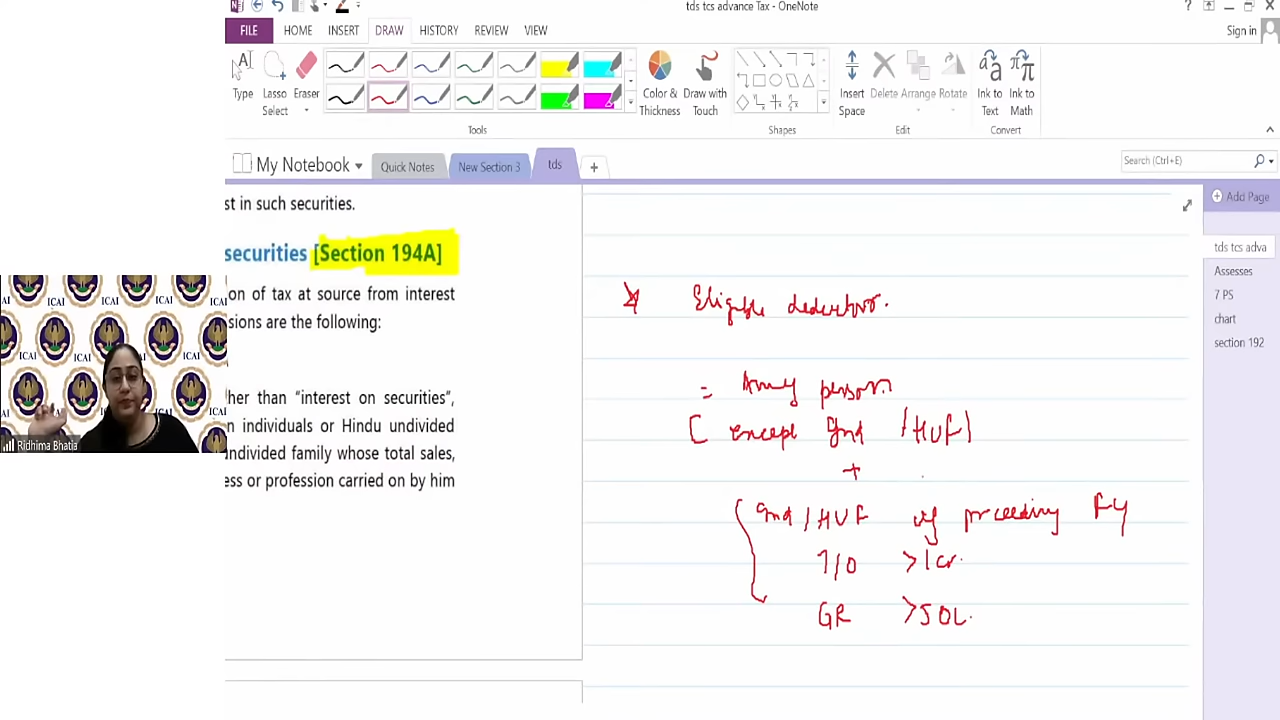 tds tcs advance Tax - OneNote
Sign in
FILE
HOME
INSERT
DRAW
HISTORY
REVIEW
VIEW
Type
Lasso Select
Eraser
Color & Thickness
Draw with Touch
Insert Space
Delete
Arrange
Rotate
Ink to Text
Ink to Math
Tools
Shapes
Edit
Convert
My Notebook
Quick Notes
New Section 3
tds
Search (Ctrl+E)
Add Page
tds tcs adva
Assesses
7 PS
chart
section 192
st in such securities.
securities [Section 194A]
on of tax at source from interest
sions are the following:
her than “interest on securities”,
n individuals or Hindu undivided
undivided family whose total sales,
ess or profession carried on by him
ICAI
Ridhima Bhatia
Eligible deductor.
= Any person
[ except Ind / HUF)
+
Ind / HUF if preceeding FY
T/O >1cr.
GR >50L.